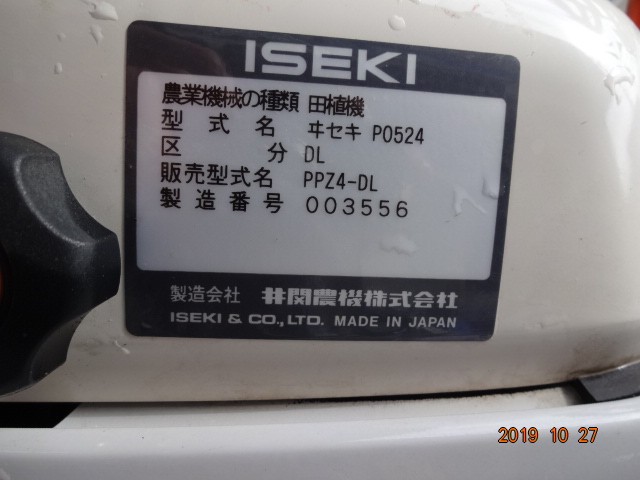 ISEKI
農業機械の種類 田植機
型式名 ヰセキ P0524
区分 DL
販売型式名 PPZ4-DL
製造番号 003556
製造会社 井関農機株式会社
ISEKI & CO., LTD. MADE IN JAPAN
2019 10 27